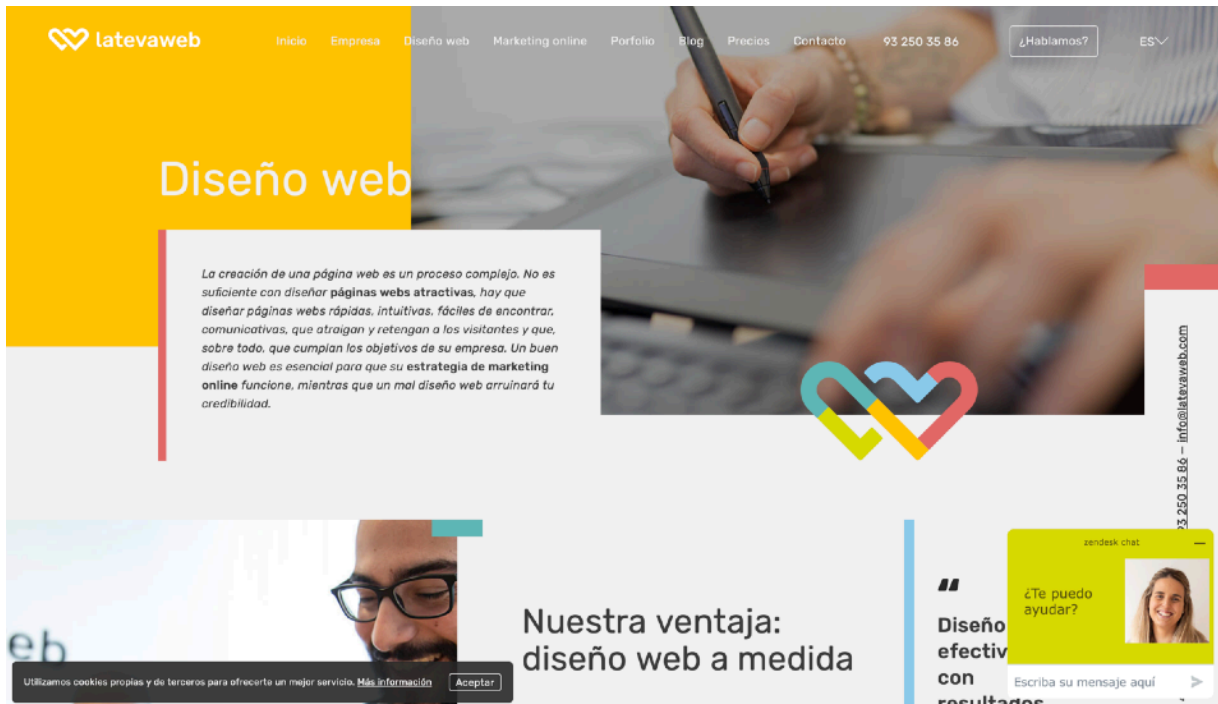 latevaweb
Inicio Empresa Diseño web Marketing online Porfolio Blog Precios Contacto 93 250 35 86 ¿Hablamos? ES
Diseño web
La creación de una página web es un proceso complejo. No es
suficiente con diseñar páginas webs atractivas, hay que
diseñar páginas webs rápidas, intuitivas, fáciles de encontrar,
comunicativas, que atraigan y retengan a los visitantes y que,
sobre todo, que cumplan los objetivos de su empresa. Un buen
diseño web es esencial para que su estrategia de marketing
online funcione, mientras que un mal diseño web arruinará tu
credibilidad.
93 250 35 86 — info@latevaweb.com
eb
Nuestra ventaja:
diseño web a medida
“
Diseño
efectiv
con
resultados
zendesk chat
¿Te puedo
ayudar?
Escriba su mensaje aquí
Utilizamos cookies propias y de terceros para ofrecerte un mejor servicio. Más información Aceptar